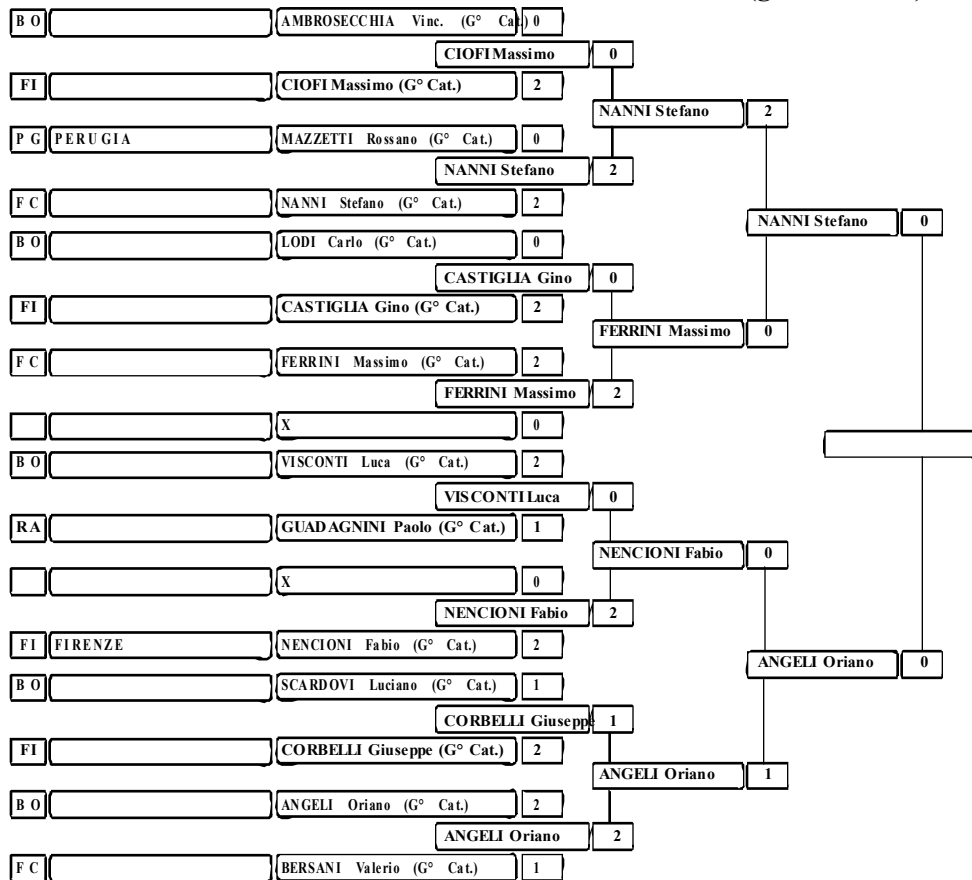 BO AMBROSECCHIA Vinc. (G° Cat.) 0
CIOFI Massimo 0
FI CIOFI Massimo (G° Cat.) 2
NANNI Stefano 2
PG PERUGIA MAZZETTI Rossano (G° Cat.) 0
NANNI Stefano 2
FC NANNI Stefano (G° Cat.) 2
NANNI Stefano 0
BO LODI Carlo (G° Cat.) 0
CASTIGLIA Gino 0
FI CASTIGLIA Gino (G° Cat.) 2
FERRINI Massimo 0
FC FERRINI Massimo (G° Cat.) 2
FERRINI Massimo 2
X 0
BO VISCONTI Luca (G° Cat.) 2
VISCONTI Luca 0
RA GUADAGNINI Paolo (G° Cat.) 1
NENCIONI Fabio 0
X 0
NENCIONI Fabio 2
FI FIRENZE NENCIONI Fabio (G° Cat.) 2
ANGELI Oriano 0
BO SCARDOVI Luciano (G° Cat.) 1
CORBELLI Giuseppe 1
FI CORBELLI Giuseppe (G° Cat.) 2
ANGELI Oriano 1
BO ANGELI Oriano (G° Cat.) 2
ANGELI Oriano 2
FC BERSANI Valerio (G° Cat.) 1